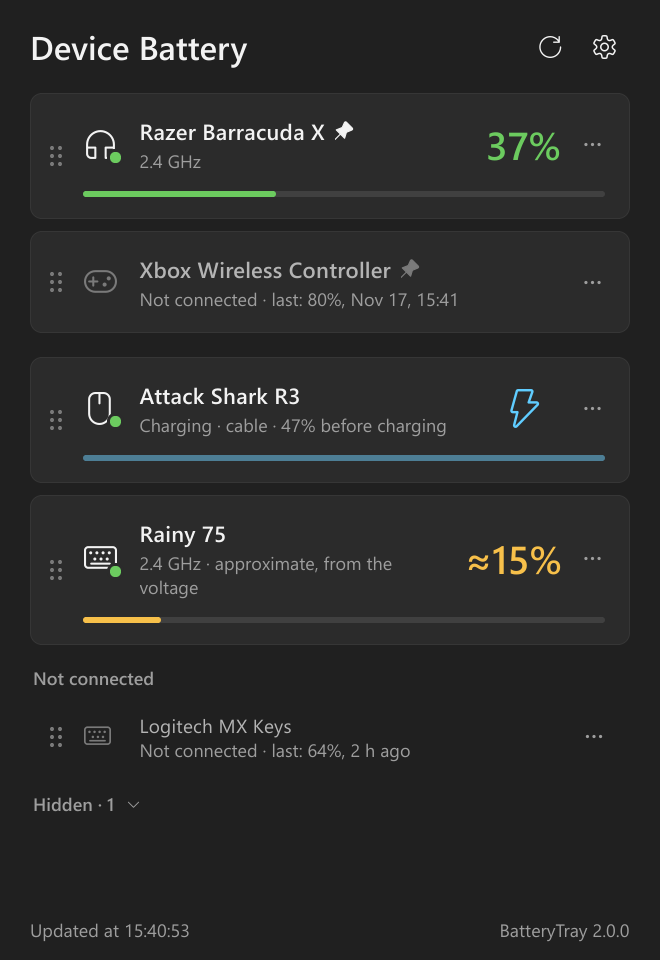 Device Battery
Razer Barracuda X
2.4 GHz
37%
Xbox Wireless Controller
Not connected · last: 80%, Nov 17, 15:41
Attack Shark R3
Charging · cable · 47% before charging
Rainy 75
2.4 GHz · approximate, from the
voltage
≈15%
Not connected
Logitech MX Keys
Not connected · last: 64%, 2 h ago
Hidden · 1
Updated at 15:40:53
BatteryTray 2.0.0